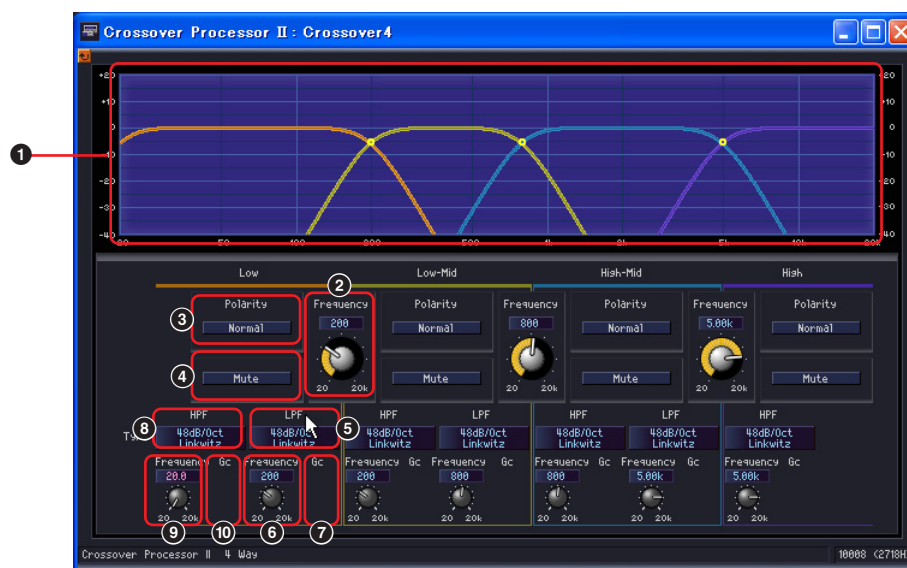 Crossover Processor II: Crossover4
+20 +20
+10 +10
0 0
1
-10 -10
-20 -20
-30 -30
-40 -40
20 50 100 200 500 1k 2k 5k 10k 20k
Low Low-Mid High-Mid High
2
Polarity Frequency Polarity Frequency Polarity Frequency Polarity
3 Normal 200 Normal 800 Normal 5.00k Normal
4 Mute Mute Mute Mute
20 20k 20 20k 20 20k
HPF LPF HPF LPF HPF LPF HPF
8 48dB/Oct 48dB/Oct 5 48dB/Oct 48dB/Oct 48dB/Oct 48dB/Oct 48dB/Oct
Linkwitz Linkwitz Linkwitz Linkwitz Linkwitz Linkwitz Linkwitz
Frequency Gc Frequency Gc Frequency Gc Frequency Gc Frequency Gc Frequency Gc Frequency Gc
20.0 200 200 800 800 5.00k 5.00k
20 20k 20 20k 20 20k 20 20k 20 20k 20 20k 20 20k
9 10 6 7
Crossover Processor II 4 Way 10008 (2718H